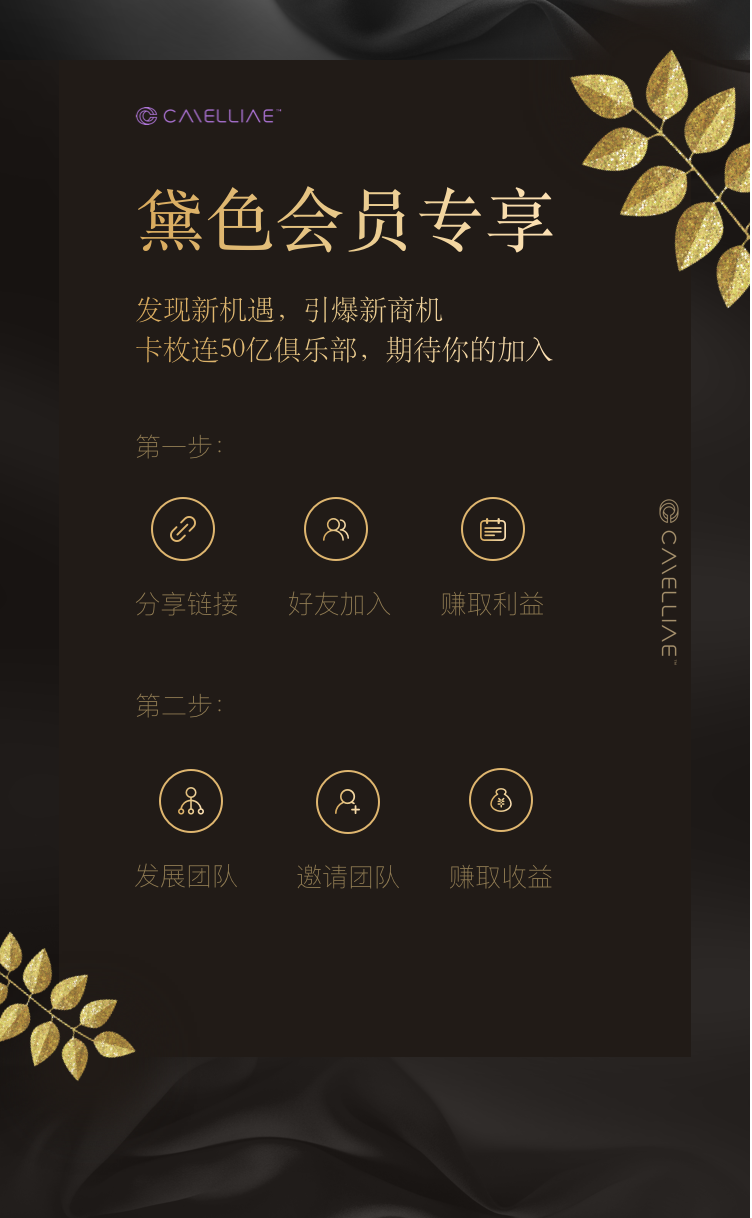 CAMELLIAE™
黛色会员专享
发现新机遇，引爆新商机
卡枚连50亿俱乐部，期待你的加入
第一步：
分享链接
好友加入
赚取利益
CAMELLIAE™
第二步：
¥
发展团队
邀请团队
赚取收益